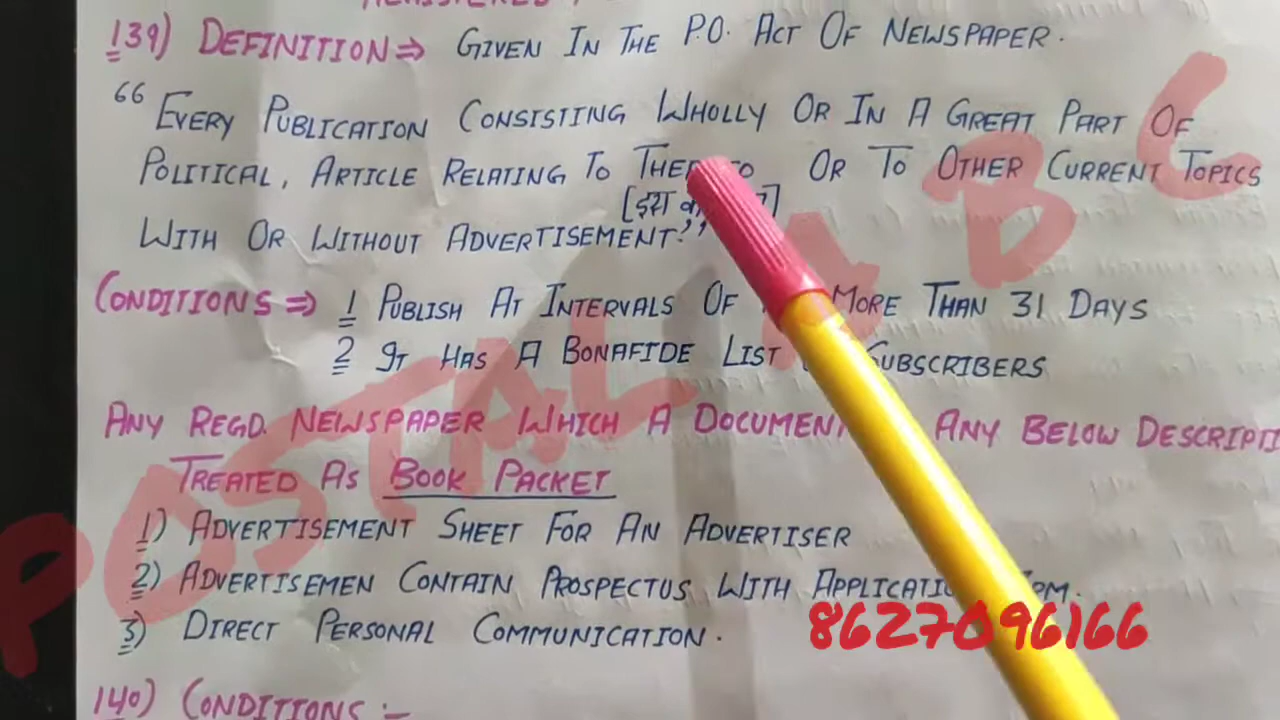 139) DEFINITION ⇒ GIVEN IN THE P.O. ACT OF NEWSPAPER.
“ EVERY PUBLICATION CONSISTING WHOLLY OR IN A GREAT PART OF
POLITICAL, ARTICLE RELATING TO OR TO OTHER CURRENT TOPICS
WITH OR WITHOUT ADVERTISEMENT.”
CONDITIONS ⇒ 1 PUBLISH AT INTERVALS OF MORE THAN 31 DAYS
2 IT HAS A BONAFIDE LIST SUBSCRIBERS
ANY REGD. NEWSPAPER WHICH A DOCUMENT ANY BELOW
TREATED AS BOOK PACKET
1) ADVERTISEMENT SHEET FOR AN ADVERTISER
2) ADVERTISEMEN CONTAIN PROSPECTUS WITH
3) DIRECT PERSONAL COMMUNICATION.
8627096166
140) CONDITIONS :-
POSTAL ABC